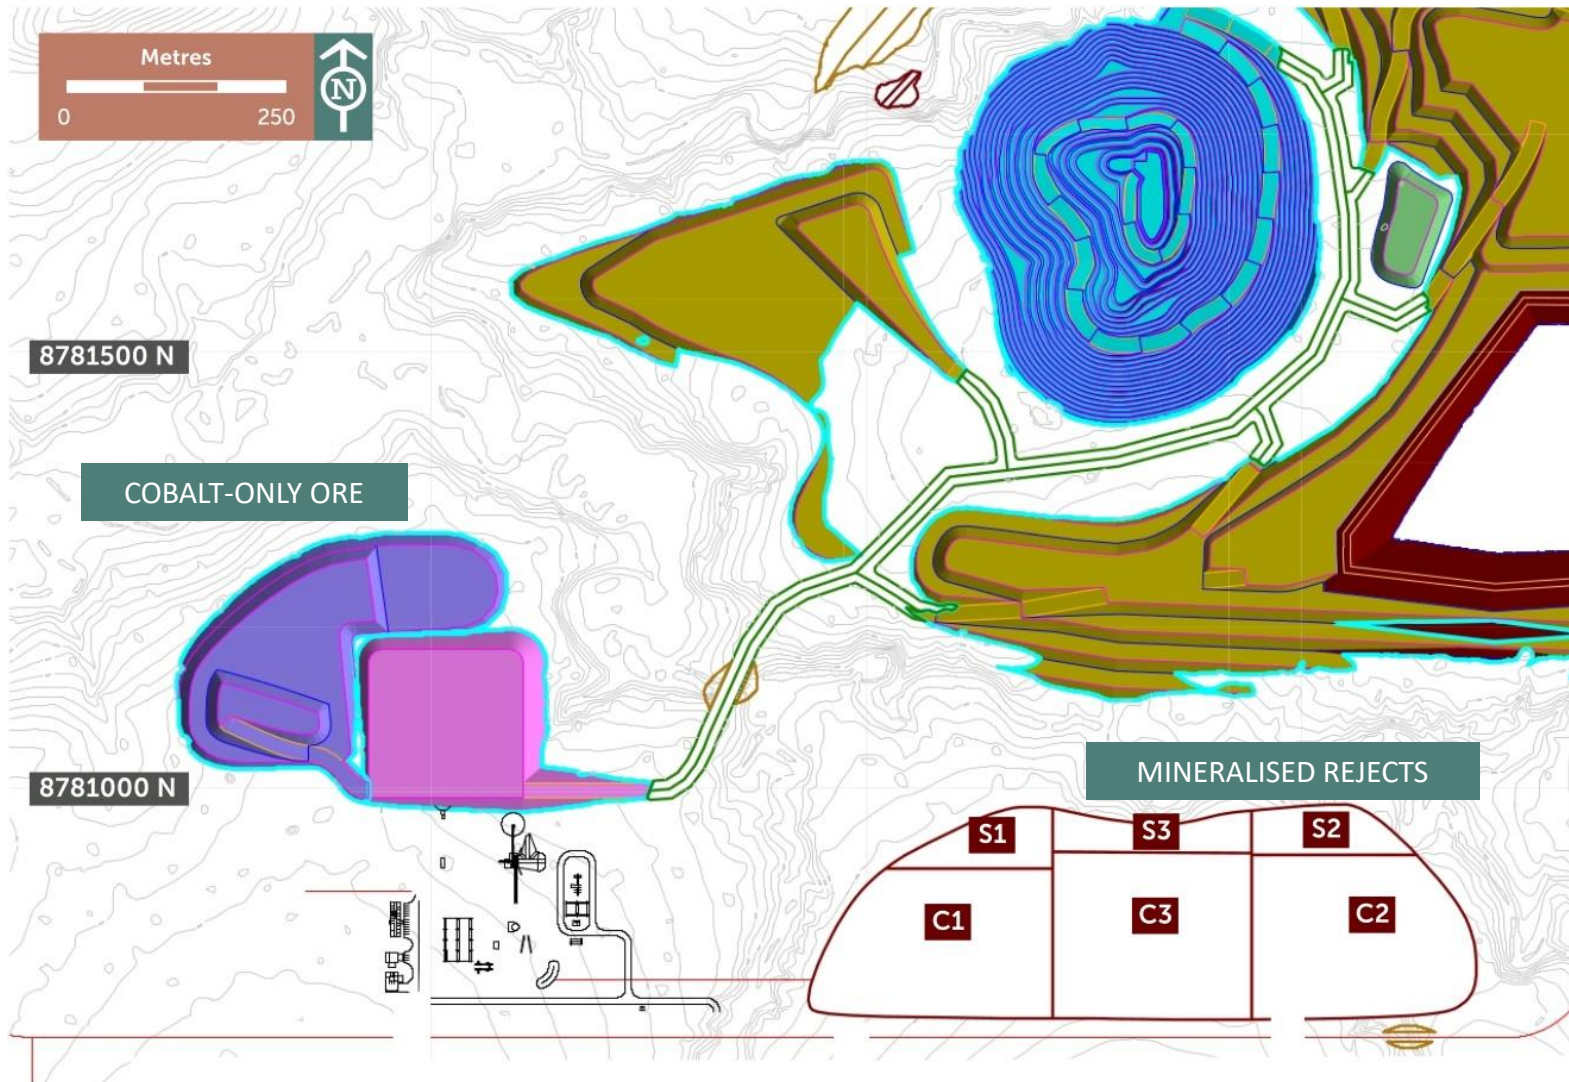 Metres
0 250
N
8781500 N
COBALT-ONLY ORE
8781000 N
MINERALISED REJECTS
S1 S3 S2
C1 C3 C2